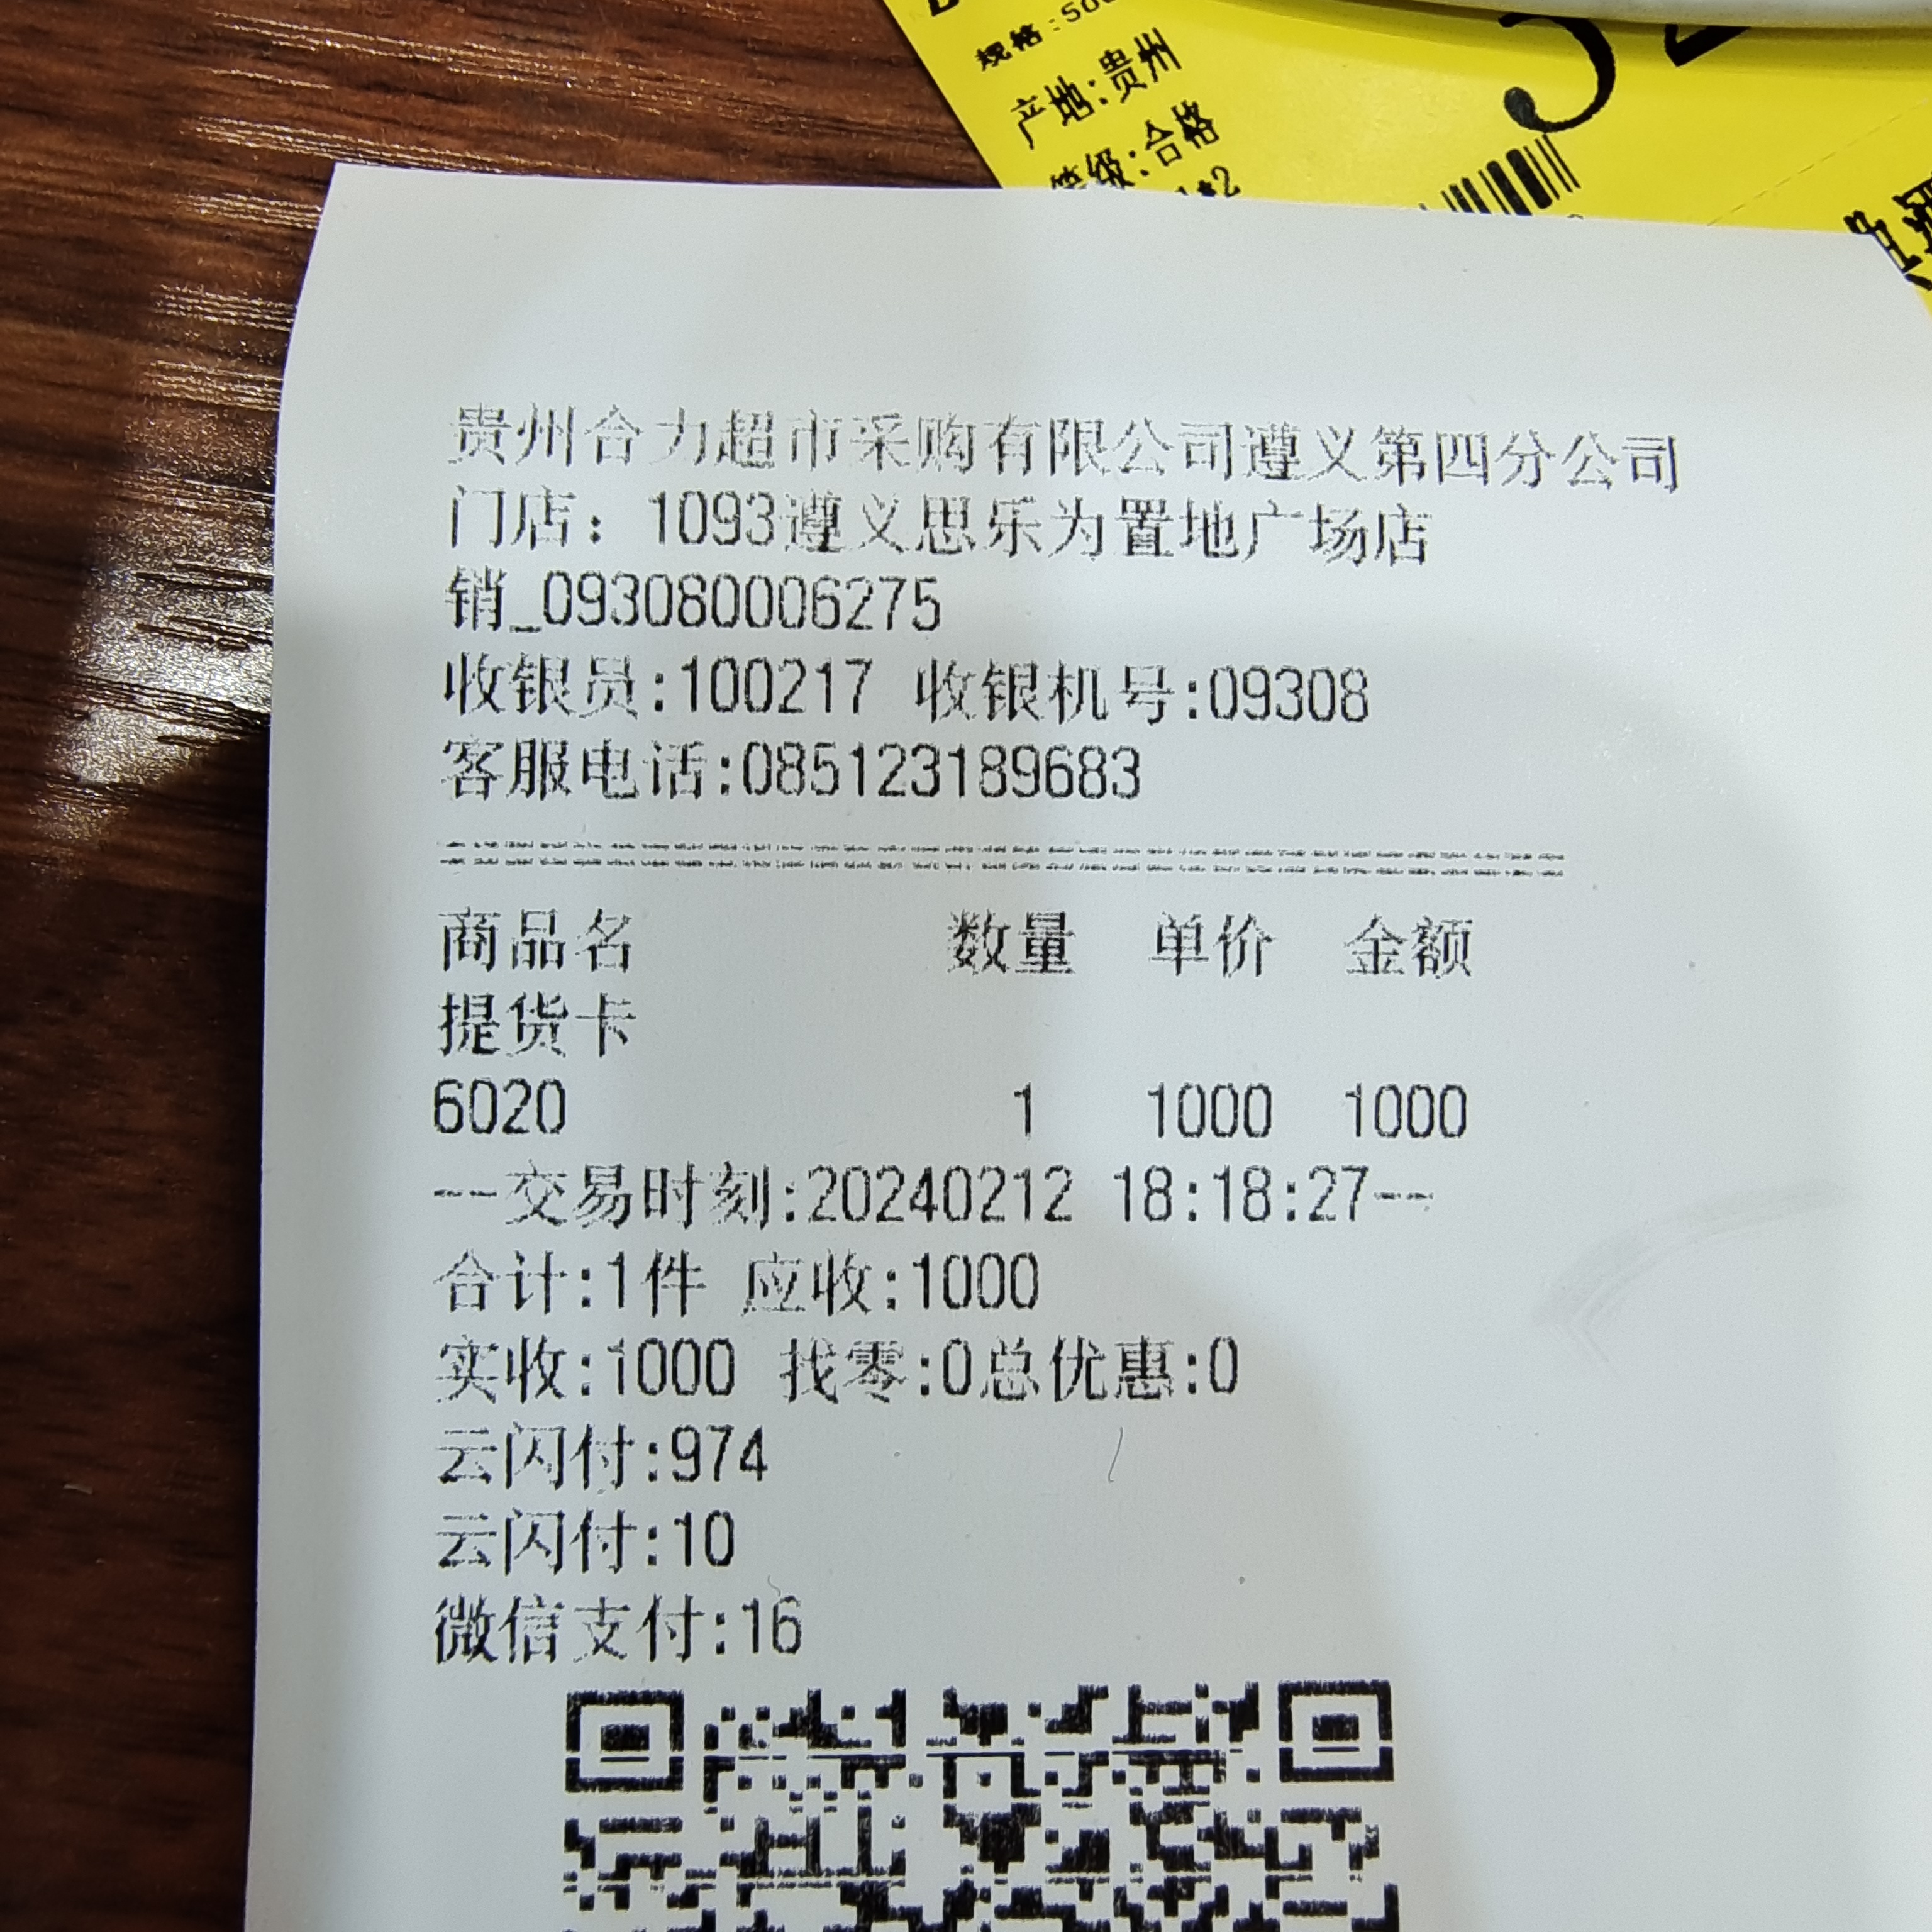 产地:贵州
等级:合格
贵州合力超市采购有限公司遵义第四分公司
门店：1093遵义思乐为置地广场店
销_093080006275
收银员:100217 收银机号:09308
客服电话:085123189683
商品名 数量 单价 金额
提货卡
6020 1 1000 1000
--交易时刻:20240212 18:18:27--
合计:1件 应收:1000
实收:1000 找零:0总优惠:0
云闪付:974
云闪付:10
微信支付:16